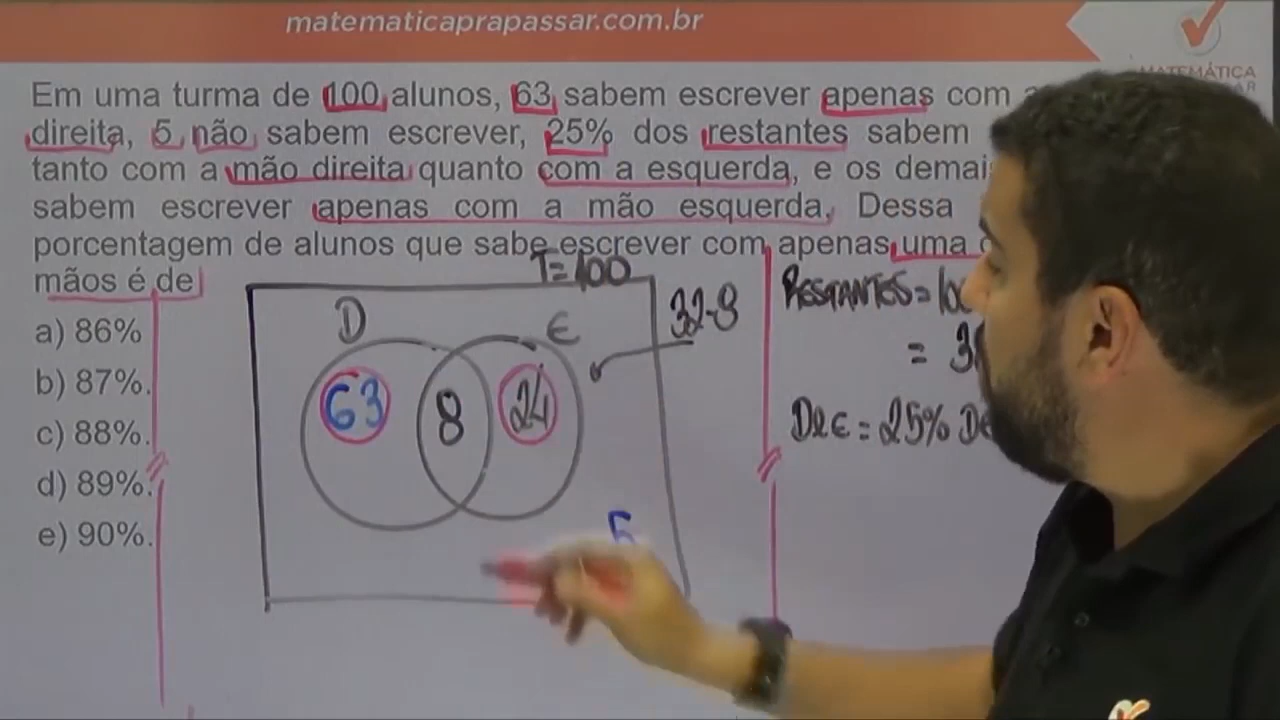 matematicaprapassar.com.br
MATEMÁTICA
Em uma turma de 100 alunos, 63 sabem escrever apenas com a
direita, 5 não sabem escrever, 25% dos restantes sabem
tanto com a mão direita quanto com a esquerda, e os demais
sabem escrever apenas com a mão esquerda. Dessa
porcentagem de alunos que sabe escrever com apenas uma
mãos é de
a) 86%
b) 87%.
c) 88%.
d) 89%.
e) 90%.
T=100
D
E
63
8
24
32-8
5
RESTANTES =
=
D e E = 25% DE